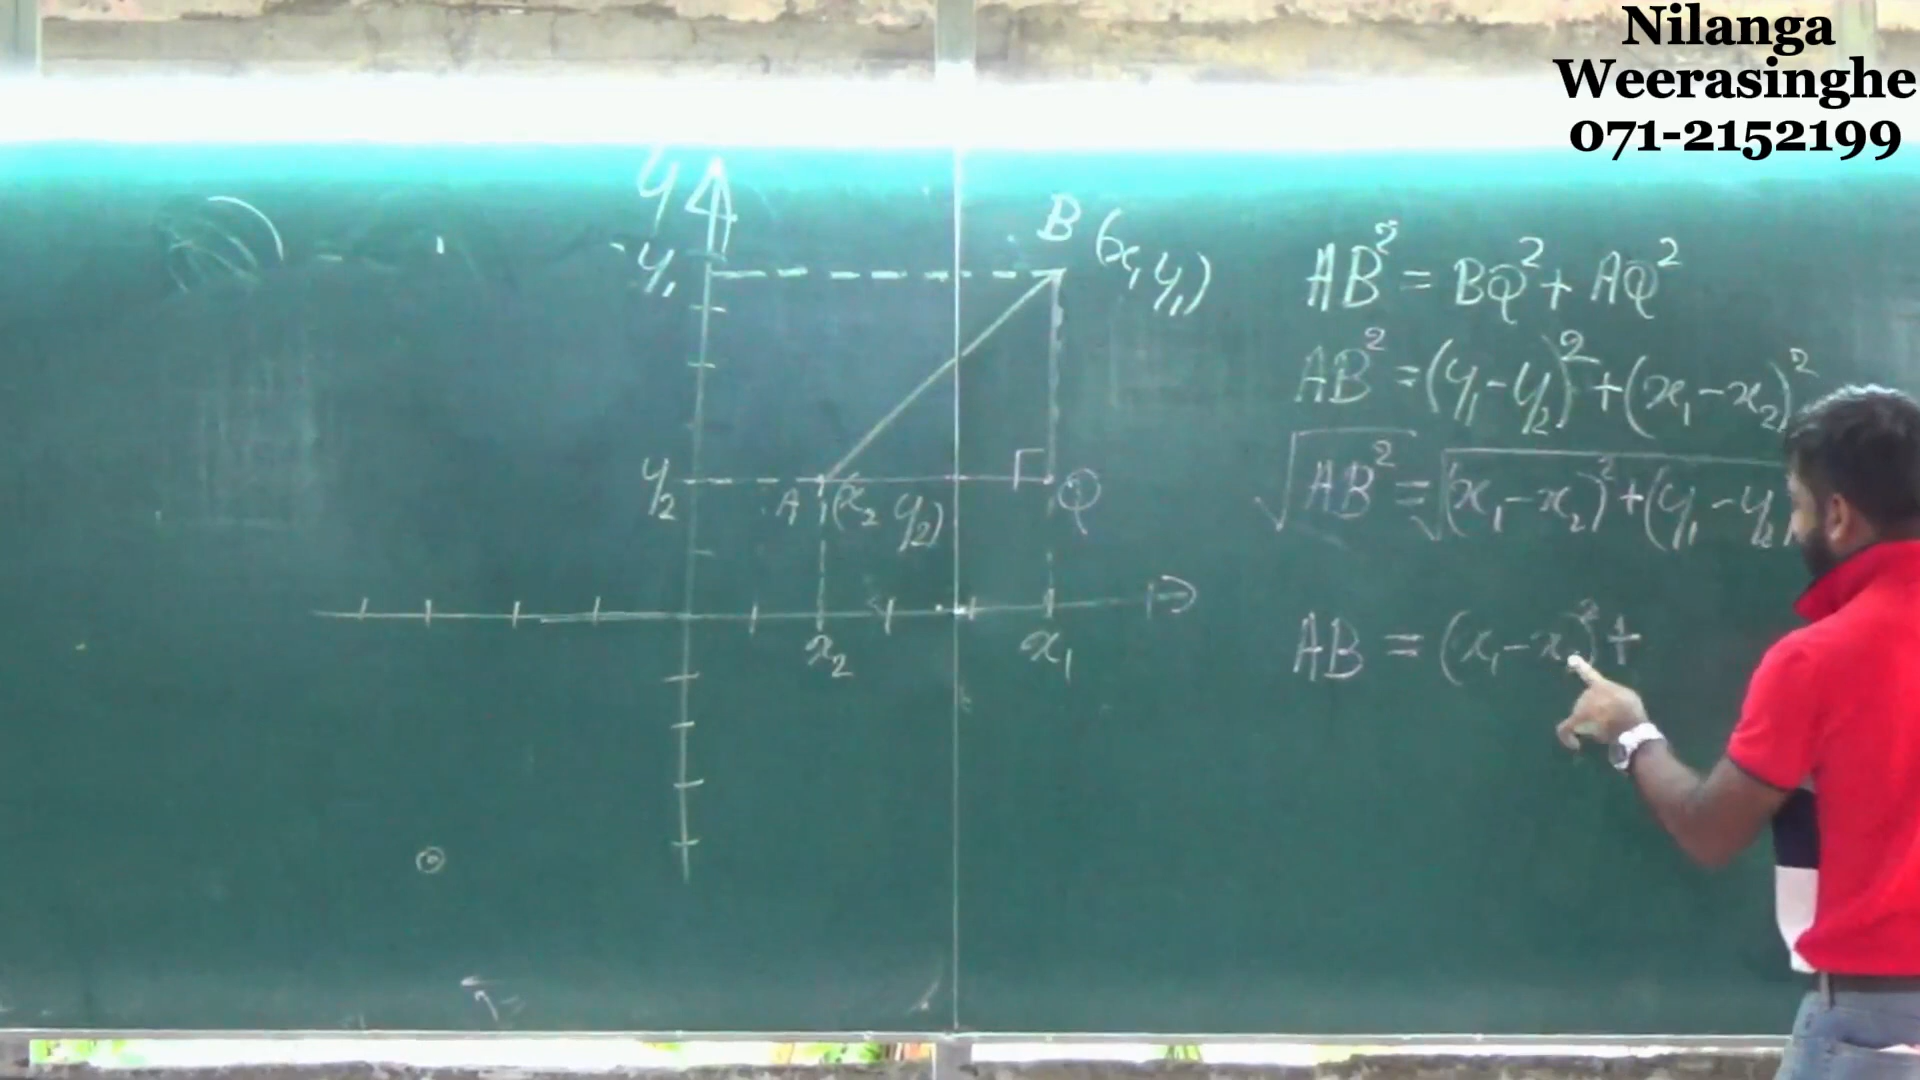 Nilanga
Weerasinghe
071-2152199
y
y₁
B (x₁ y₁)
y₂
A (x₂ y₂)
Q
x₂
x₁
AB² = BQ² + AQ²
AB² = (y₁ - y₂)² + (x₁ - x₂)²
√AB² = √(x₁ - x₂)² + (y₁ - y₂
AB = (x₁ - x₂)² +